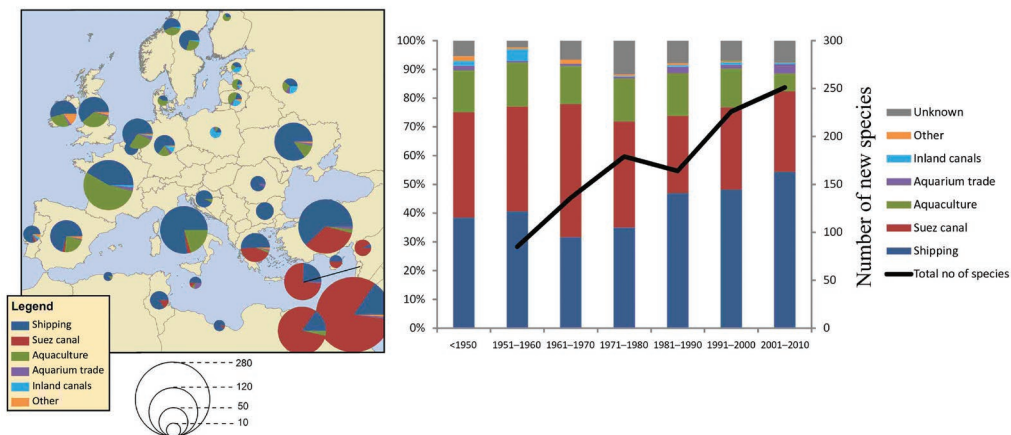 Legend
Shipping
Suez canal
Aquaculture
Aquarium trade
Inland canals
Other
280
120
50
10
100%
90%
80%
70%
60%
50%
40%
30%
20%
10%
0%
<1950
1951–1960
1961–1970
1971–1980
1981–1990
1991–2000
2001–2010
300
250
200
150
100
50
0
Number of new species
Unknown
Other
Inland canals
Aquarium trade
Aquaculture
Suez canal
Shipping
Total no of species